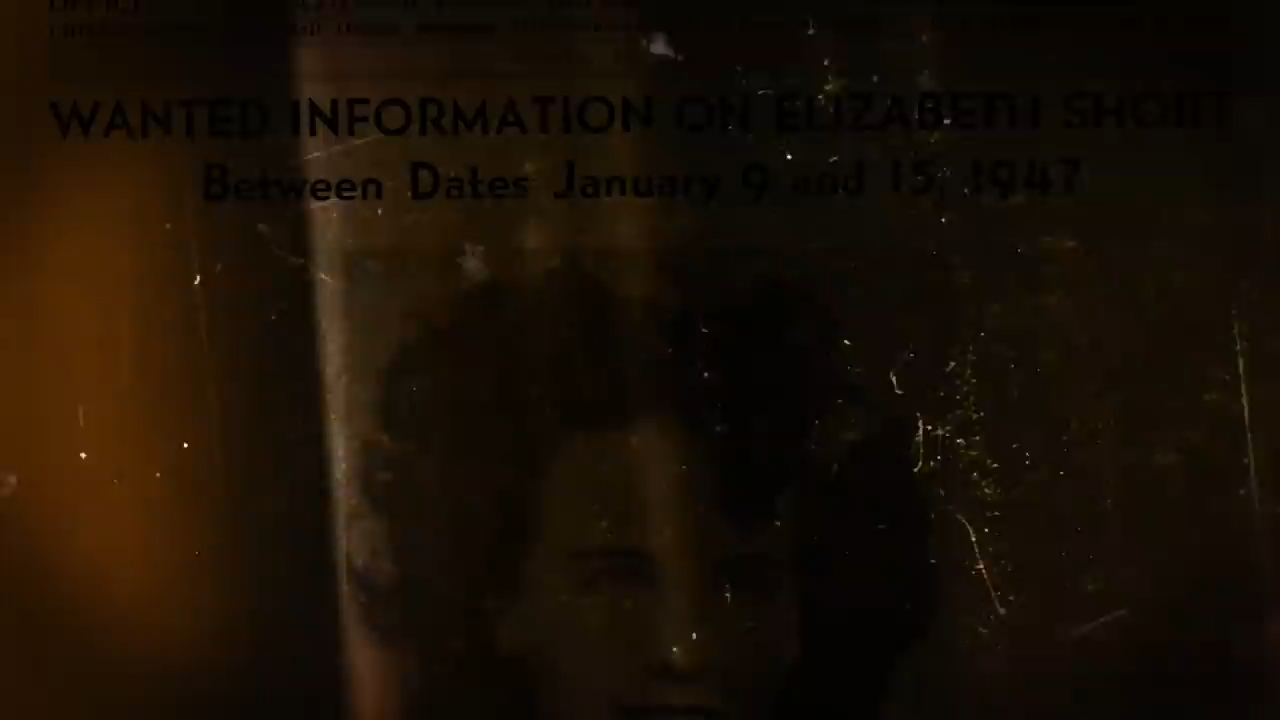 WANTED INFORMATION ON ELIZABETH SHORT
Between Dates January 9 and 15, 1947